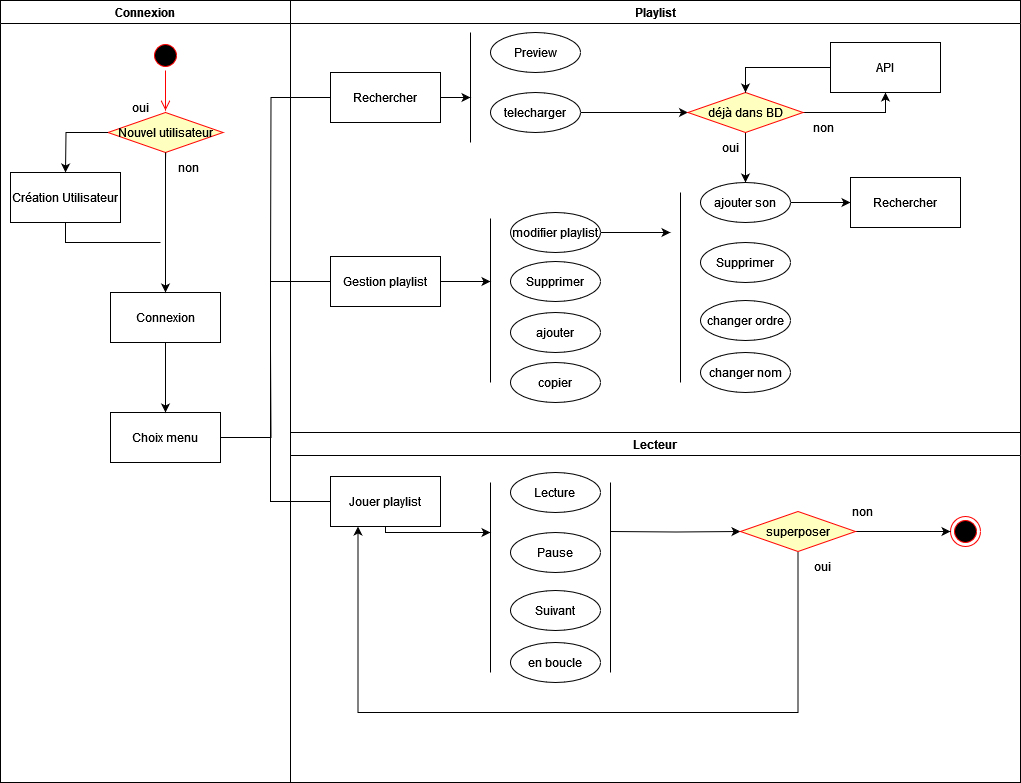 Connexion
oui
Nouvel utilisateur
non
Création Utilisateur
Connexion
Choix menu
Playlist
Rechercher
Preview
telecharger
déjà dans BD
API
non
oui
ajouter son
Rechercher
Gestion playlist
modifier playlist
Supprimer
ajouter
copier
Supprimer
changer ordre
changer nom
Lecteur
Jouer playlist
Lecture
Pause
Suivant
en boucle
superposer
non
oui